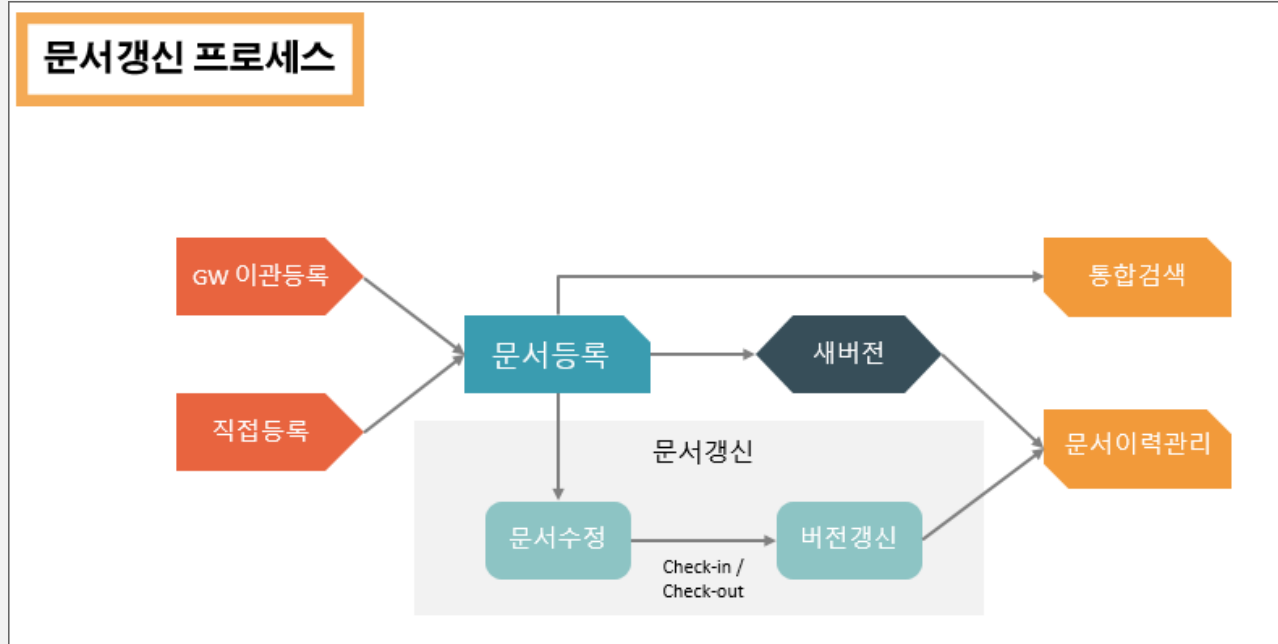 문서갱신 프로세스
GW 이관등록
통합검색
문서등록
새버전
직접등록
문서이력관리
문서갱신
문서수정
버전갱신
Check-in /
Check-out